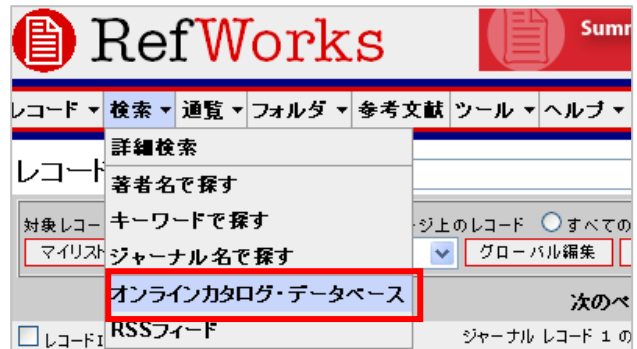 RefWorks
Summ
レコード 検索 通覧 フォルダ 参考文献 ツール ヘルプ
詳細検索
レコード
著者名で探す
対象レコー キーワードで探す ージ上のレコード すべての
マイリスト ジャーナル名で探す グローバル編集
オンラインカタログ・データベース
次のペ
RSSフィード
レコードI ジャーナル レコード 1 の